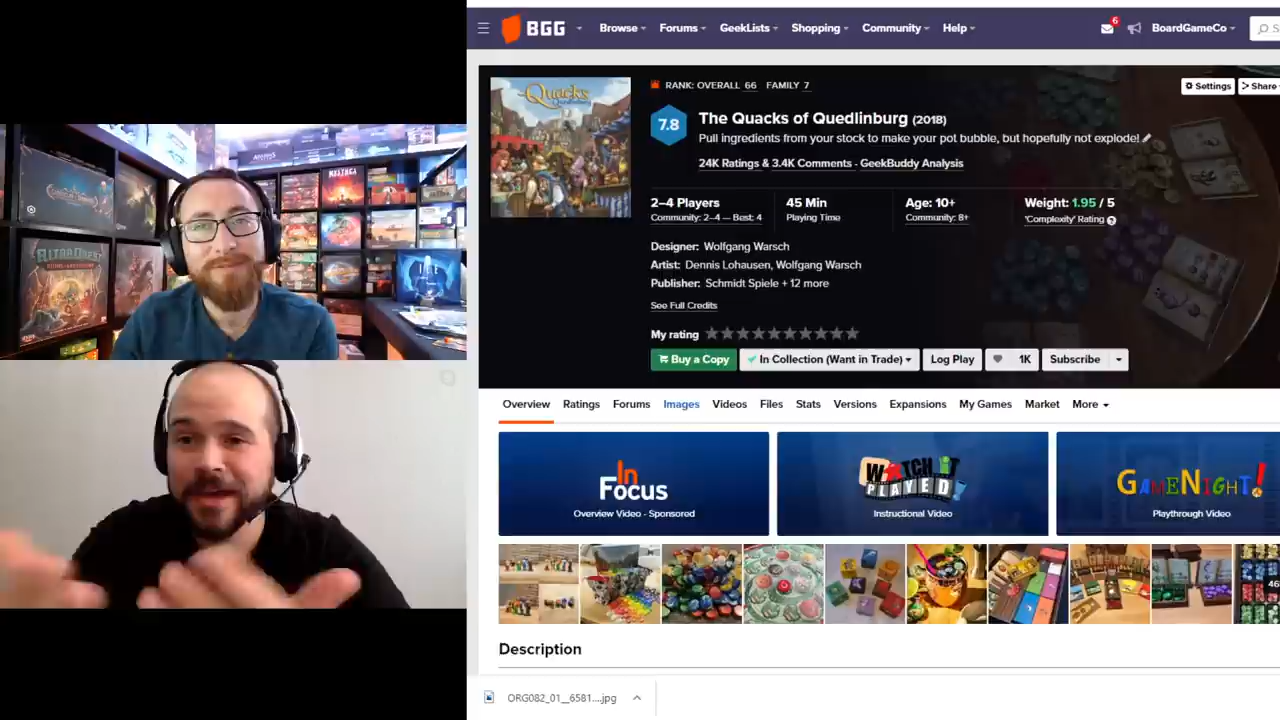 BGG
Browse
Forums
GeekLists
Shopping
Community
Help
6
BoardGameCo
Quacks
RANK: OVERALL 66 FAMILY 7
Settings
Share
7.8
The Quacks of Quedlinburg (2018)
Pull ingredients from your stock to make your pot bubble, but hopefully not explode!
24K Ratings & 3.4K Comments · GeekBuddy Analysis
2–4 Players
Community: 2–4 — Best: 4
45 Min
Playing Time
Age: 10+
Community: 8+
Weight: 1.95 / 5
'Complexity' Rating
Designer: Wolfgang Warsch
Artist: Dennis Lohausen, Wolfgang Warsch
Publisher: Schmidt Spiele + 12 more
See Full Credits
My rating
Buy a Copy
In Collection (Want in Trade)
Log Play
1K
Subscribe
Overview
Ratings
Forums
Images
Videos
Files
Stats
Versions
Expansions
My Games
Market
More
In Focus
Overview Video - Sponsored
WATCH IT PLAYED
Instructional Video
GAMENIGHT!
Playthrough Video
Description
ORG082_01__6581....jpg